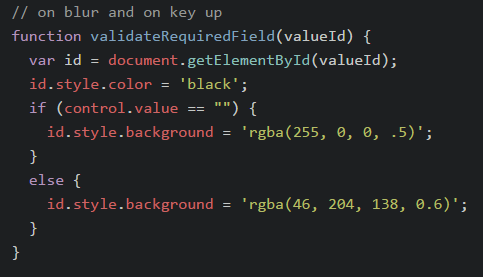 // on blur and on key up
function validateRequiredField(valueId) {
  var id = document.getElementById(valueId);
  id.style.color = 'black';
  if (control.value == "") {
    id.style.background = 'rgba(255, 0, 0, .5)';
  }
  else {
    id.style.background = 'rgba(46, 204, 138, 0.6)';
  }
}